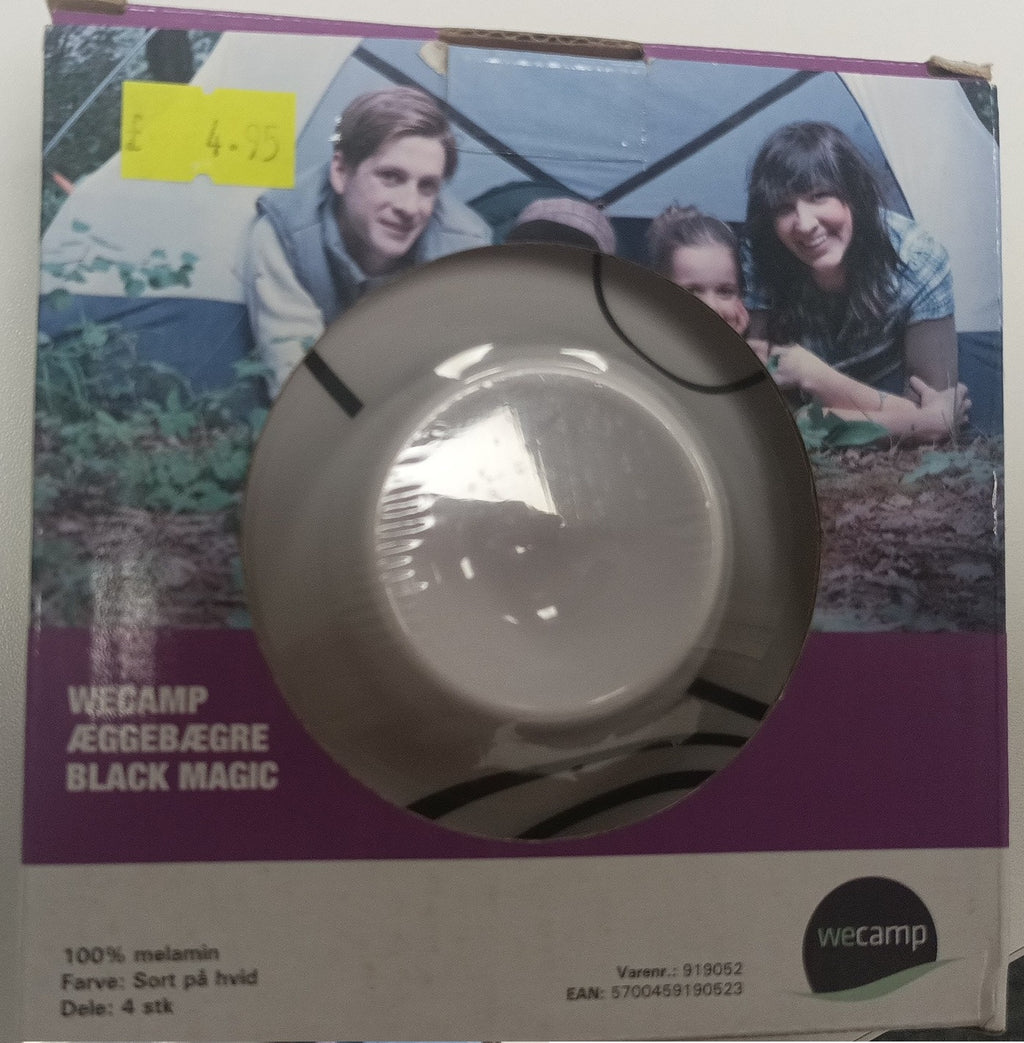 £ 4.95
WECAMP
ÆGGEBÆGRE
BLACK MAGIC
100% melamin
Farve: Sort på hvid
Dele: 4 stk
Varenr.: 919052
EAN: 5700459190523
wecamp